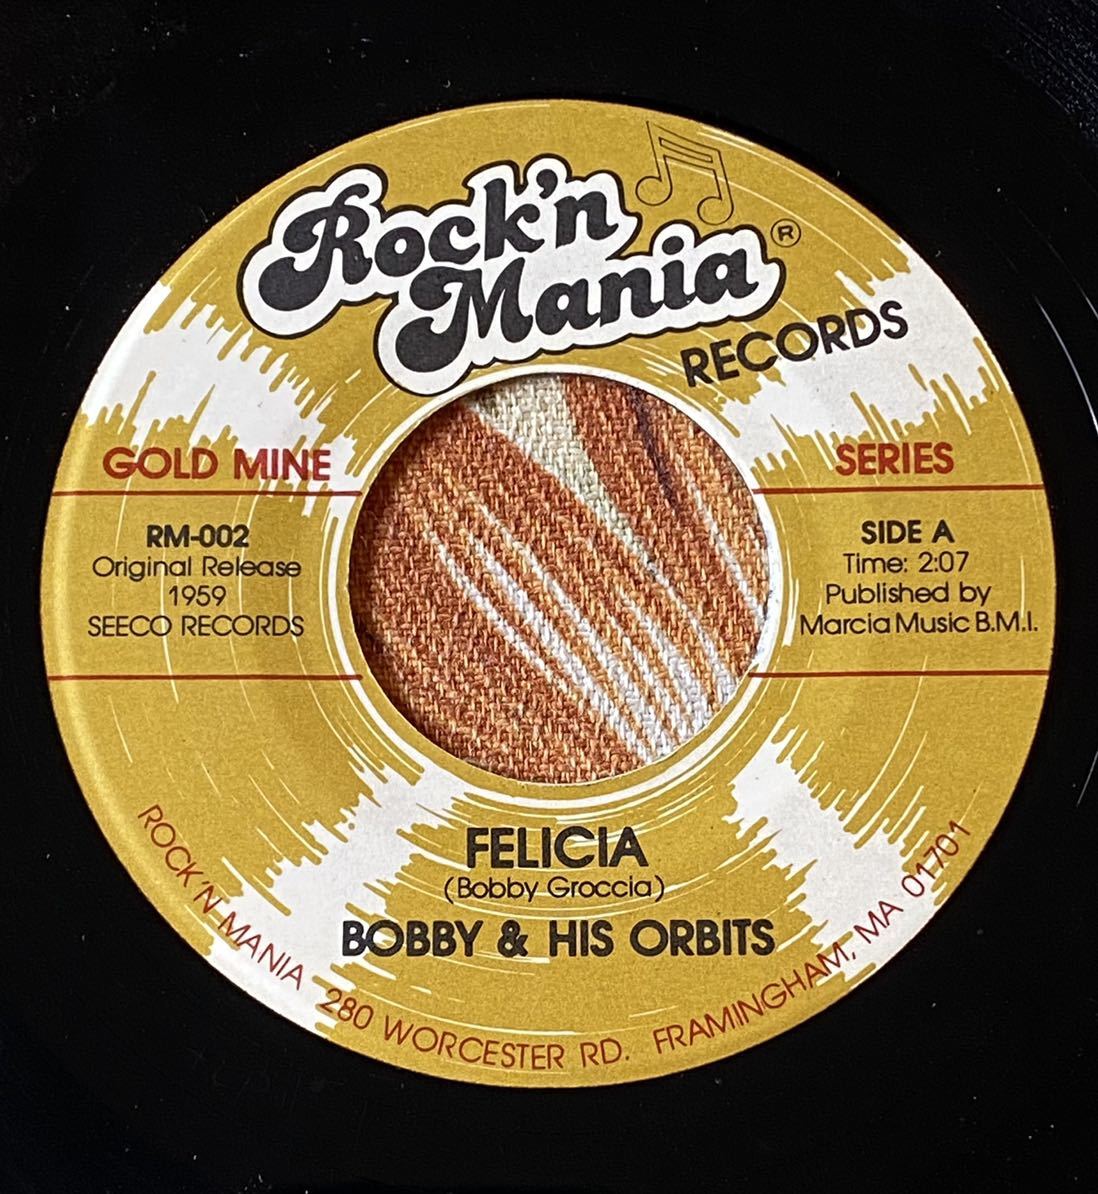 Rock'n
Mania ®
RECORDS
GOLD MINE
SERIES
RM-002
Original Release
1959
SEECO RECORDS
SIDE A
Time: 2:07
Published by
Marcia Music B.M.I.
FELICIA
(Bobby Groccia)
BOBBY & HIS ORBITS
ROCK'N MANIA 280 WORCESTER RD. FRAMINGHAM, MA 01701